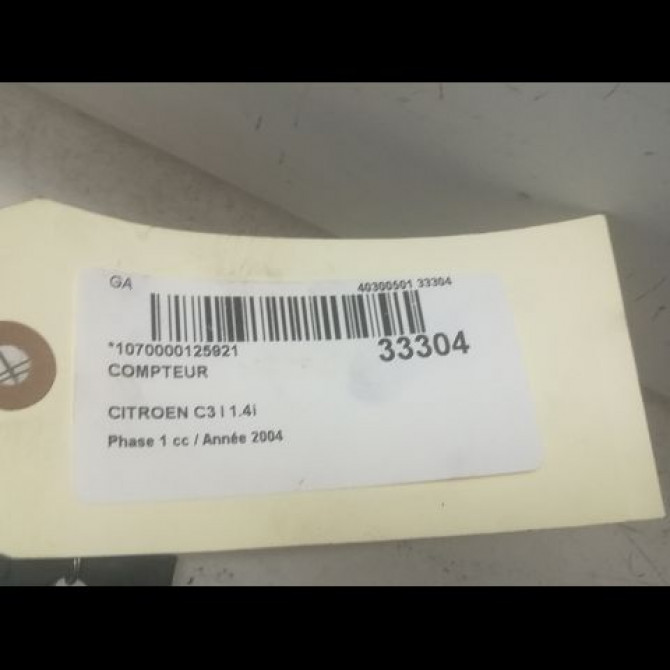 GA 40300501 33304
*1070000125921 33304
COMPTEUR
CITROEN C3 I 1.4i
Phase 1 cc / Année 2004